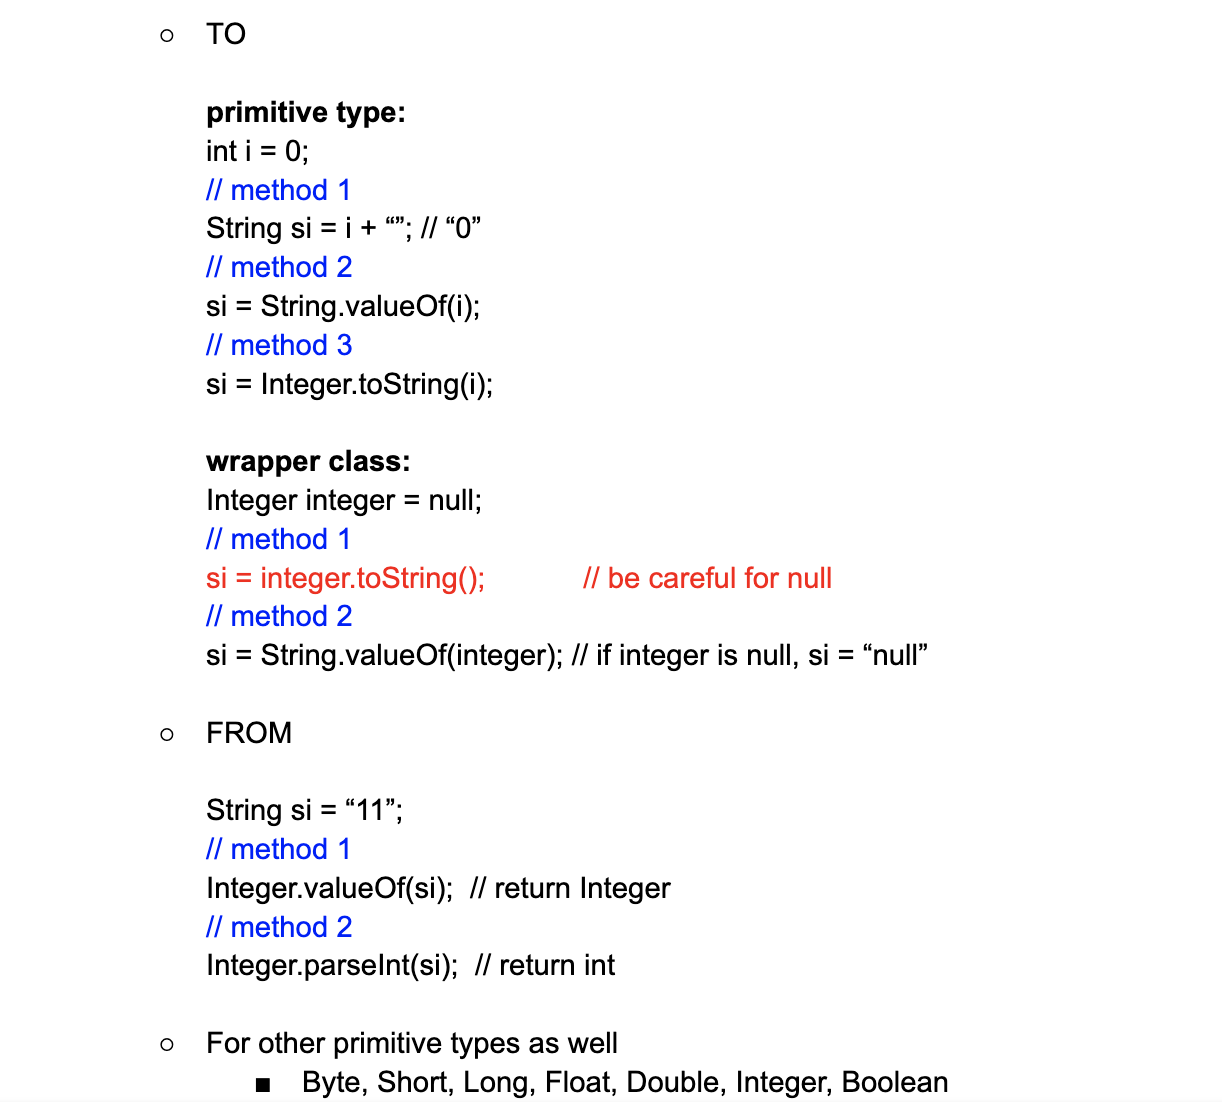 ○ TO
primitive type:
int i = 0;
// method 1
String si = i + “”; // “0”
// method 2
si = String.valueOf(i);
// method 3
si = Integer.toString(i);
wrapper class:
Integer integer = null;
// method 1
si = integer.toString(); // be careful for null
// method 2
si = String.valueOf(integer); // if integer is null, si = “null”
○ FROM
String si = “11”;
// method 1
Integer.valueOf(si); // return Integer
// method 2
Integer.parseInt(si); // return int
○ For other primitive types as well
■ Byte, Short, Long, Float, Double, Integer, Boolean